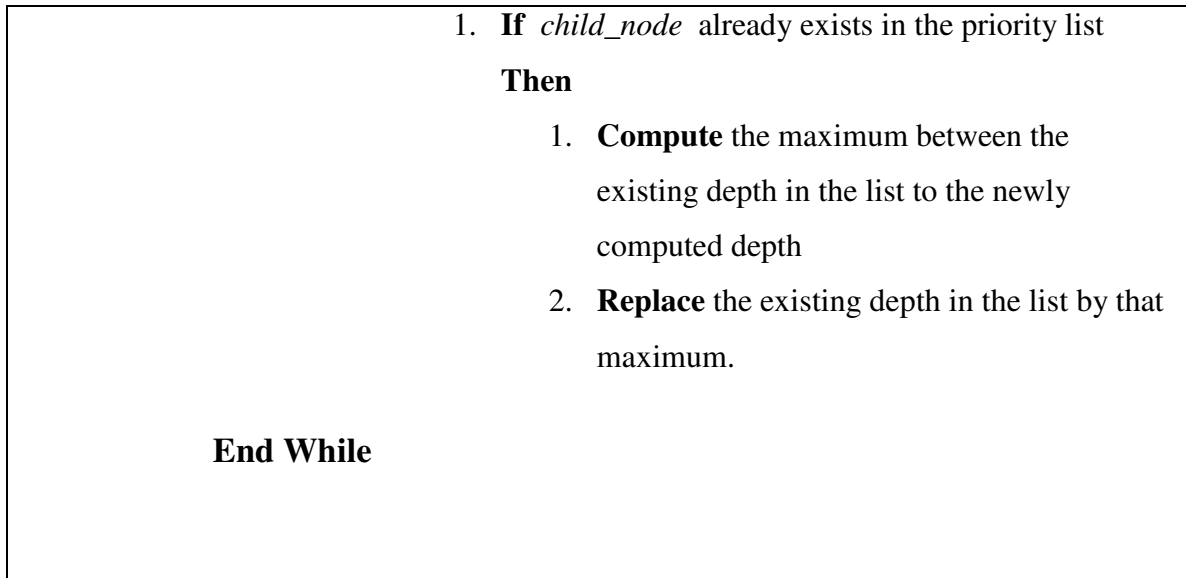 1. If child_node already exists in the priority list
Then
1. Compute the maximum between the
existing depth in the list to the newly
computed depth
2. Replace the existing depth in the list by that
maximum.
End While